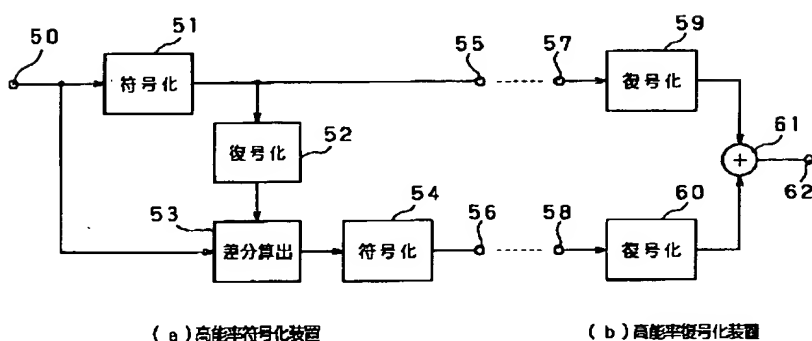 50
51
符号化
55
57
59
復号化
復号化
52
61
+
62
53
差分算出
54
符号化
56
58
60
復号化
(a)高能率符号化装置
(b)高能率復号化装置